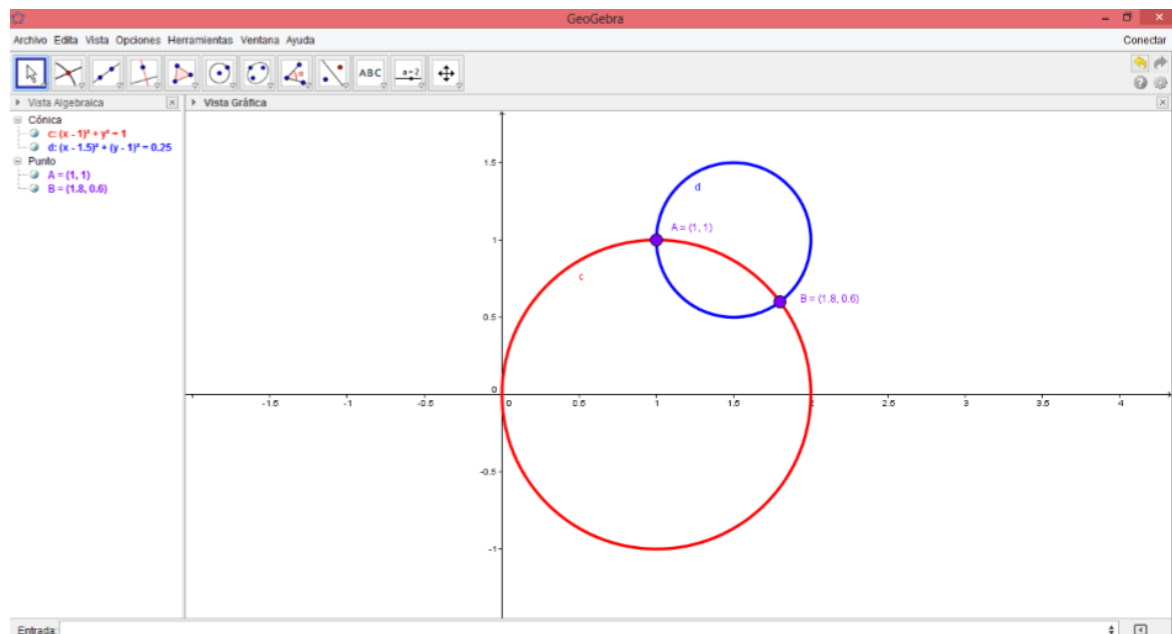 GeoGebra
Archivo Edita Vista Opciones Herramientas Ventana Ayuda
Conectar
ABC
a=2
Vista Algebraica
Vista Gráfica
Cónica
c: (x - 1)² + y² = 1
d: (x - 1.5)² + (y - 1)² = 0.25
Punto
A = (1, 1)
B = (1.8, 0.6)
1.5
d
A = (1, 1)
1
c
B = (1.8, 0.6)
0.5
0
-1.5 -1 -0.5 0 0.5 1 1.5 2 2.5 3 3.5 4
-0.5
-1
Entrada: